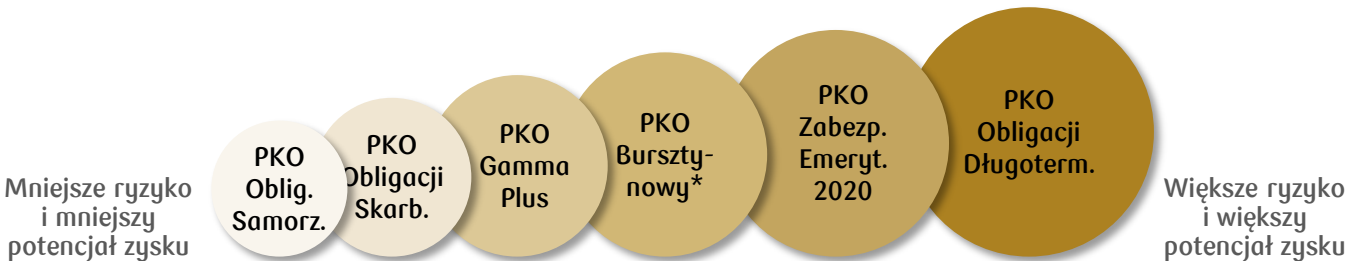 Mniejsze ryzyko
i mniejszy
potencjał zysku
PKO
Oblig.
Samorz.
PKO
Obligacji
Skarb.
PKO
Gamma
Plus
PKO
Burszty-
nowy*
PKO
Zabezp.
Emeryt.
2020
PKO
Obligacji
Długoterm.
Większe ryzyko
i większy
potencjał zysku